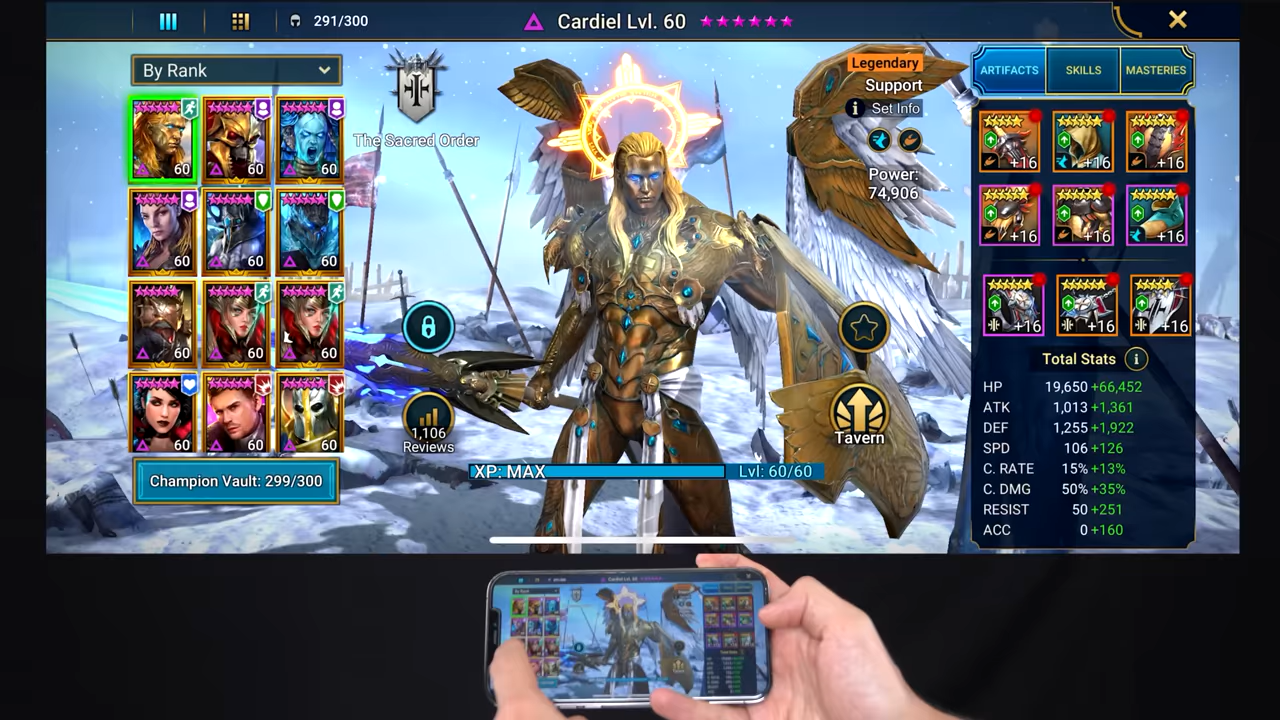 291/300
Cardiel Lvl. 60
By Rank
The Sacred Order
Legendary
Support
Set Info
Power:
74,906
ARTIFACTS
SKILLS
MASTERIES
60
60
60
60
60
60
60
60
60
60
60
60
Champion Vault: 299/300
1,106
Reviews
Tavern
XP: MAX
Lvl: 60/60
+16
+16
+16
+16
+16
+16
+16
+16
+16
Total Stats
HP 19,650 +66,452
ATK 1,013 +1,361
DEF 1,255 +1,922
SPD 106 +126
C. RATE 15% +13%
C. DMG 50% +35%
RESIST 50 +251
ACC 0 +160